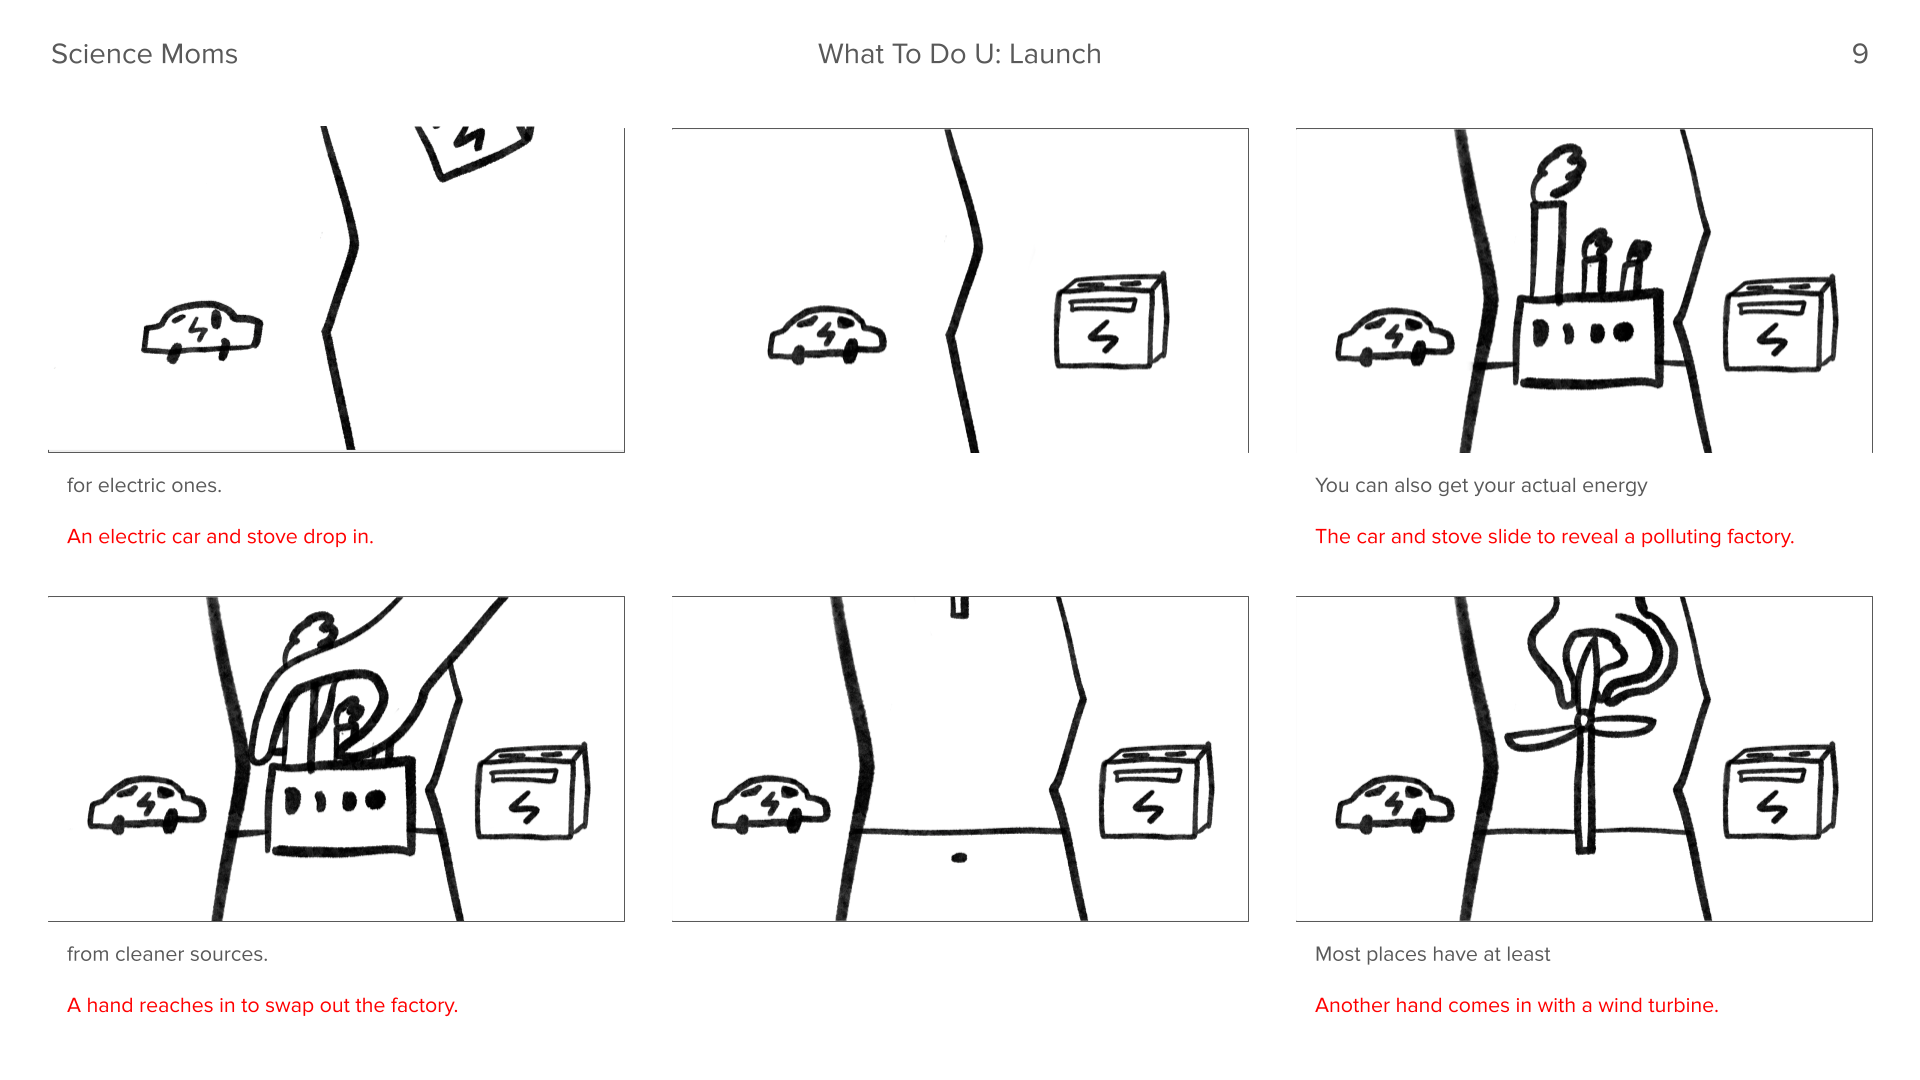 Science Moms
What To Do U: Launch
9
for electric ones.
An electric car and stove drop in.
You can also get your actual energy
The car and stove slide to reveal a polluting factory.
from cleaner sources.
A hand reaches in to swap out the factory.
Most places have at least
Another hand comes in with a wind turbine.